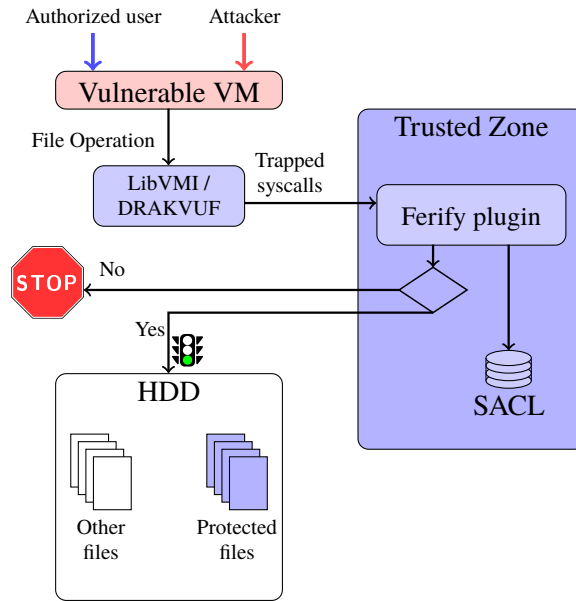 Authorized user
Attacker
Vulnerable VM
File Operation
LibVMI /
DRAKVUF
Trapped
syscalls
Trusted Zone
Ferify plugin
STOP
No
Yes
HDD
SACL
Other
files
Protected
files